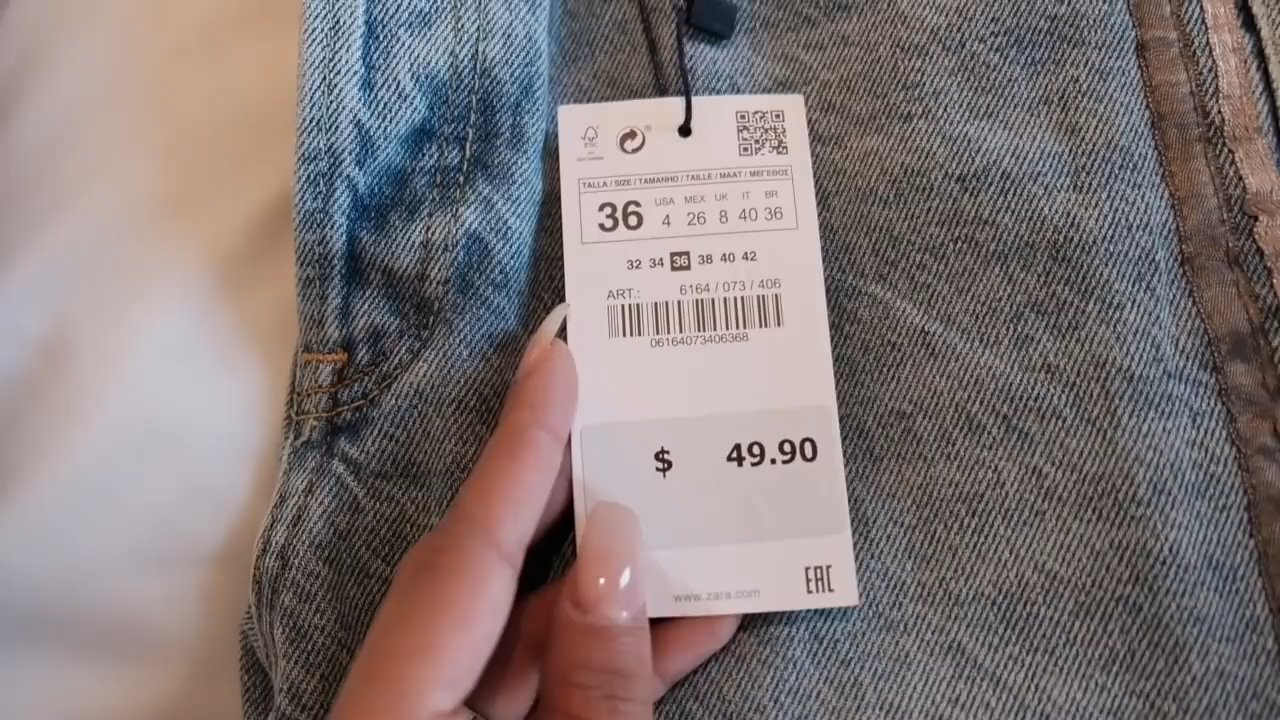 FSC
TALLA / SIZE / TAMANHO / TAILLE / MAAT / ΜΕΓΕΘΟΣ
36
USA MEX UK IT BR
4 26 8 40 36
32 34 36 38 40 42
ART.: 6164 / 073 / 406
06164073406368
$ 49.90
www.zara.com
EAC